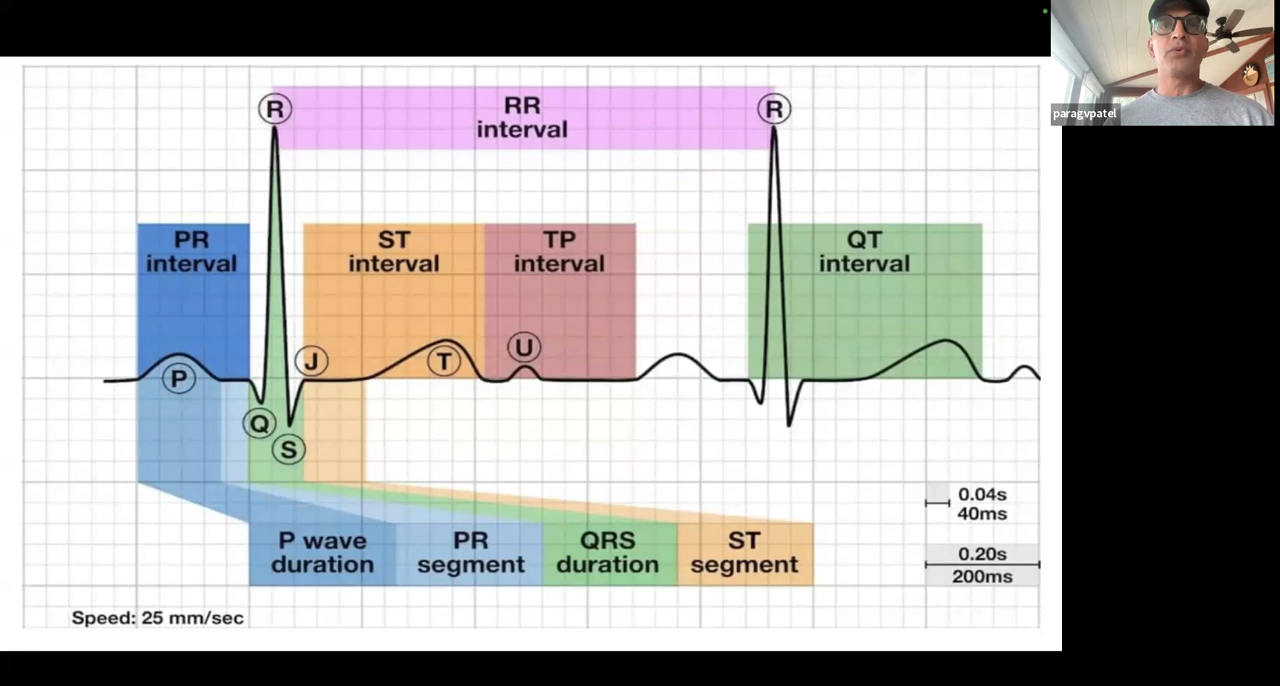 paragvpatel
R
RR
interval
R
PR
interval
ST
interval
TP
interval
QT
interval
P
J
T
U
Q
S
0.04s
40ms
P wave
duration
PR
segment
QRS
duration
ST
segment
0.20s
200ms
Speed: 25 mm/sec